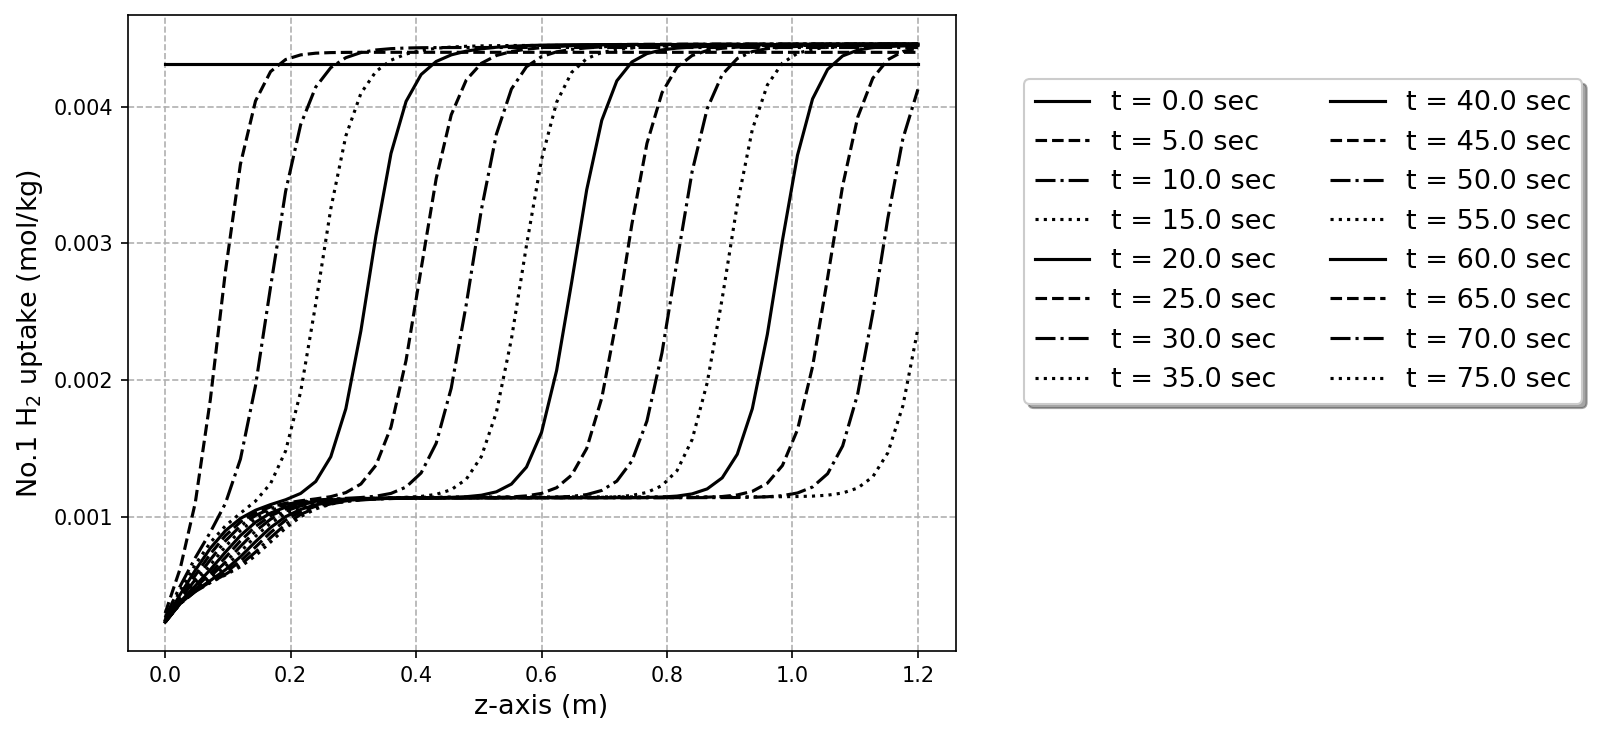 No.1 H₂ uptake (mol/kg)
0.004
0.003
0.002
0.001
0.0 0.2 0.4 0.6 0.8 1.0 1.2
z-axis (m)
t = 0.0 sec
t = 5.0 sec
t = 10.0 sec
t = 15.0 sec
t = 20.0 sec
t = 25.0 sec
t = 30.0 sec
t = 35.0 sec
t = 40.0 sec
t = 45.0 sec
t = 50.0 sec
t = 55.0 sec
t = 60.0 sec
t = 65.0 sec
t = 70.0 sec
t = 75.0 sec